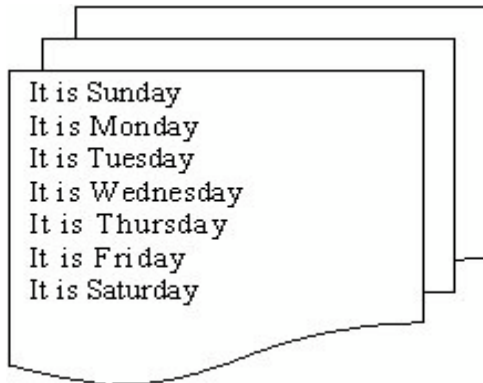 It is Sunday
It is Monday
It is Tuesday
It is Wednesday
It is Thursday
It is Friday
It is Saturday